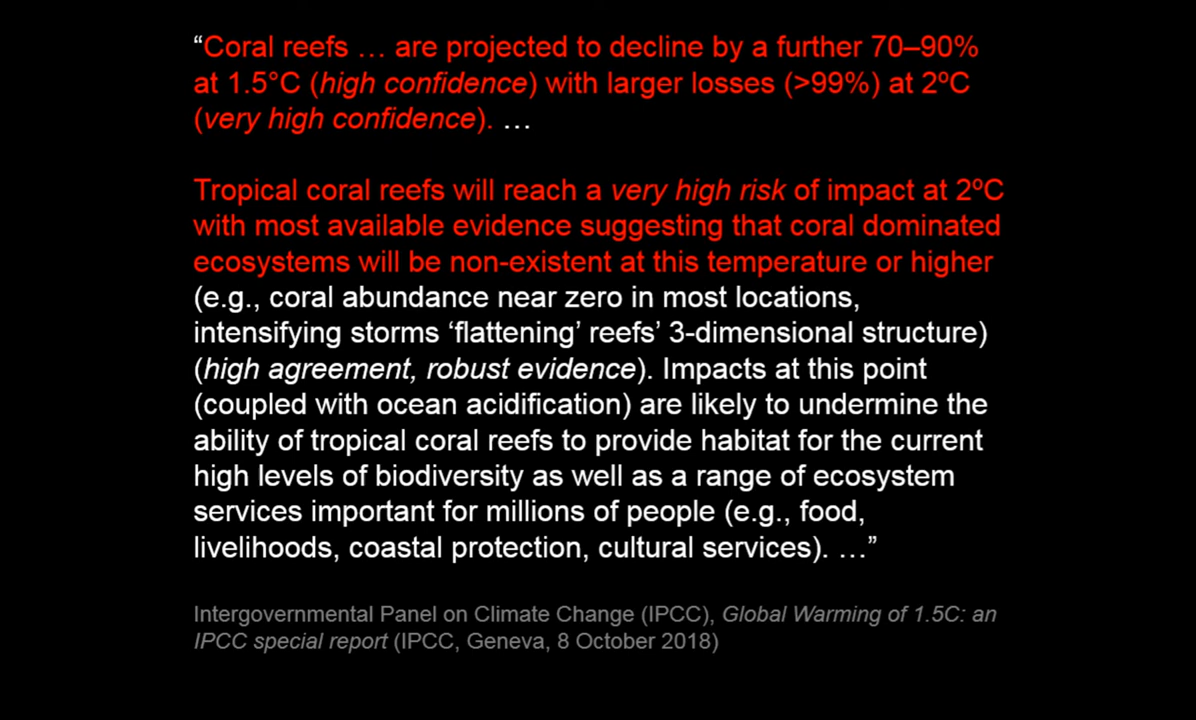 “Coral reefs … are projected to decline by a further 70–90%
at 1.5°C (high confidence) with larger losses (>99%) at 2ºC
(very high confidence). …
Tropical coral reefs will reach a very high risk of impact at 2ºC
with most available evidence suggesting that coral dominated
ecosystems will be non-existent at this temperature or higher
(e.g., coral abundance near zero in most locations,
intensifying storms ‘flattening’ reefs’ 3-dimensional structure)
(high agreement, robust evidence). Impacts at this point
(coupled with ocean acidification) are likely to undermine the
ability of tropical coral reefs to provide habitat for the current
high levels of biodiversity as well as a range of ecosystem
services important for millions of people (e.g., food,
livelihoods, coastal protection, cultural services). …”
Intergovernmental Panel on Climate Change (IPCC), Global Warming of 1.5C: an
IPCC special report (IPCC, Geneva, 8 October 2018)